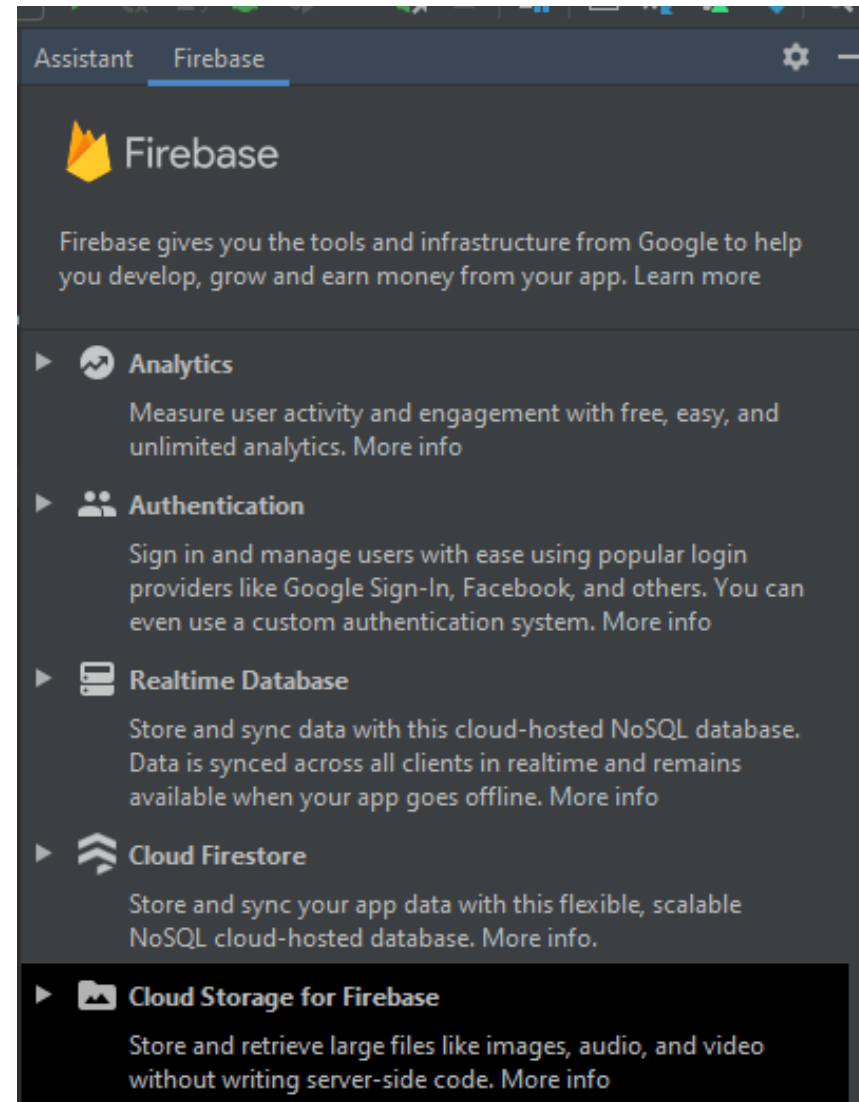 Assistant Firebase
Firebase
Firebase gives you the tools and infrastructure from Google to help
you develop, grow and earn money from your app. Learn more
Analytics
Measure user activity and engagement with free, easy, and
unlimited analytics. More info
Authentication
Sign in and manage users with ease using popular login
providers like Google Sign-In, Facebook, and others. You can
even use a custom authentication system. More info
Realtime Database
Store and sync data with this cloud-hosted NoSQL database.
Data is synced across all clients in realtime and remains
available when your app goes offline. More info
Cloud Firestore
Store and sync your app data with this flexible, scalable
NoSQL cloud-hosted database. More info.
Cloud Storage for Firebase
Store and retrieve large files like images, audio, and video
without writing server-side code. More info